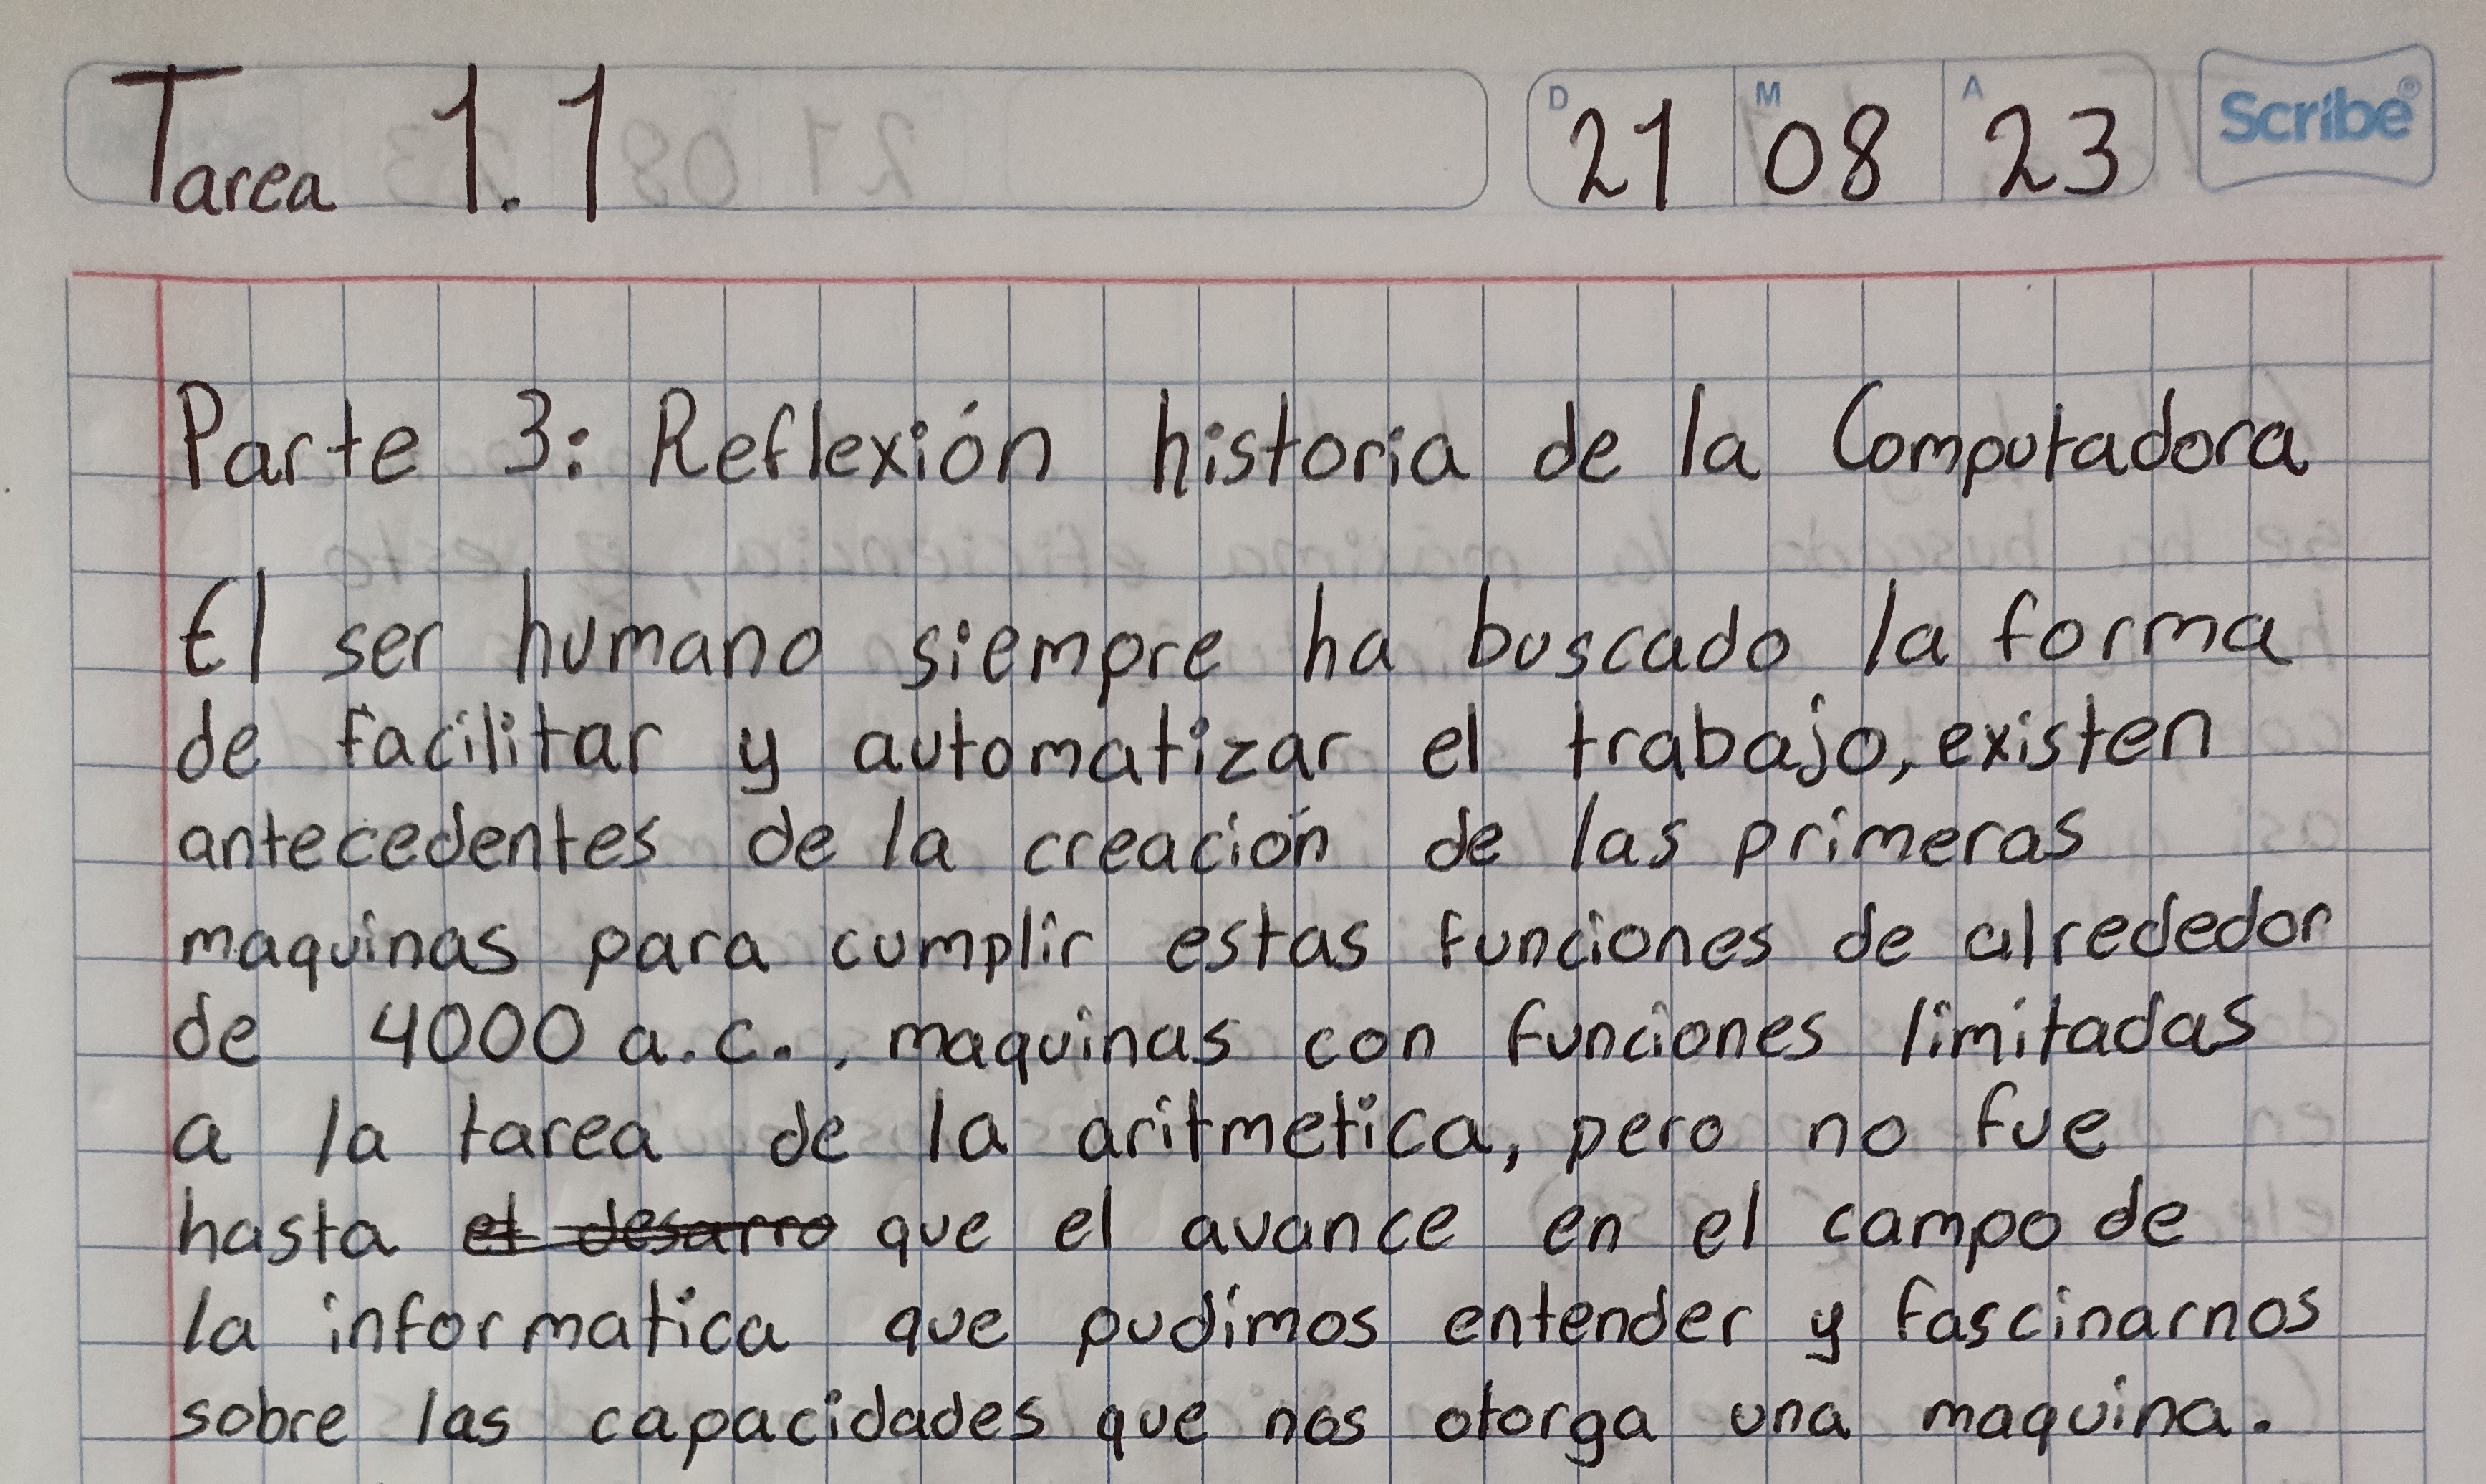 Tarea 1.1
D 21 M 08 A 23
Scribe®
Parte 3: Reflexión historia de la Computadora
El ser humano siempre ha buscado la forma
de facilitar y automatizar el trabajo, existen
antecedentes de la creación de las primeras
maquinas para cumplir estas funciones de alrededor
de 4000 a.c., maquinas con funciones limitadas
a la tarea de la aritmetica, pero no fue
hasta el desarro que el avance en el campo de
la informatica que pudimos entender y fascinarnos
sobre las capacidades que nos otorga una maquina.